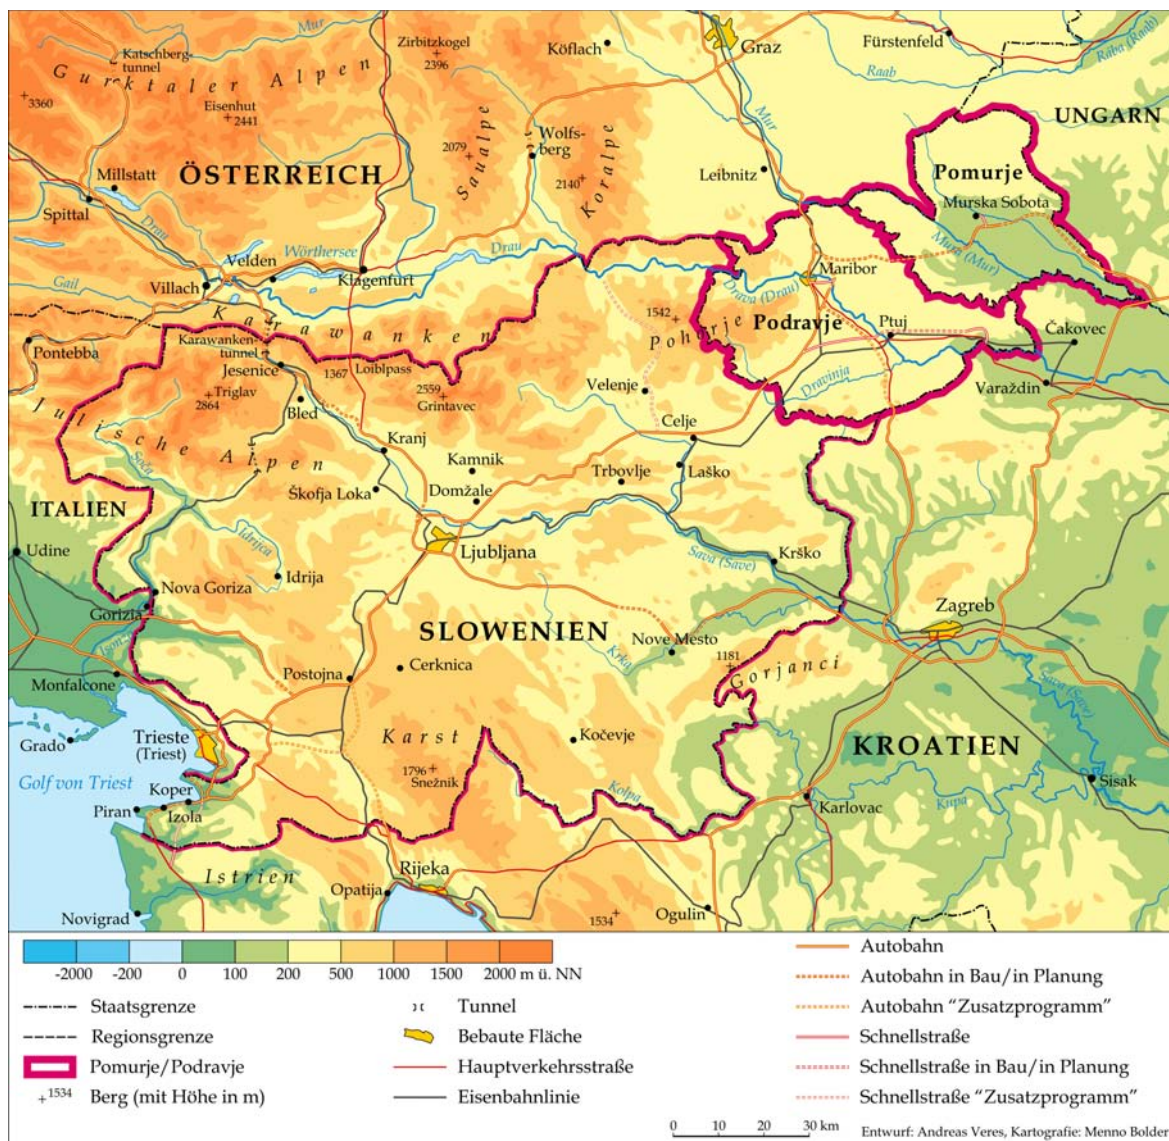 Mur
Katschberg-
tunnel
Gurktaler Alpen
3360
Eisenhut
2441
Zirbitzkogel
2396
Köflach
Graz
Fürstenfeld
Rába (Raab)
Raab
UNGARN
ÖSTERREICH
Millstatt
Spittal
Drau
2079
Saualpe
Wolfs-
berg
2140
Koralpe
Mur
Leibnitz
Pomurje
Murska Sobota
Mura (Mur)
Velden
Wörthersee
Drau
Klagenfurt
Gail
Villach
Karawanken
Maribor
Drava (Drau)
Podravje
Ptuj
Čakovec
Pontebba
Karawanken-
tunnel
Jesenice
1367
Loiblpass
1542
Pohorje
Dravinja
Varaždin
Triglav
2864
Bled
2559
Grintavec
Velenje
Julische Alpen
Celje
Kranj
Kamnik
Trbovlje
Laško
Soča
Škofja Loka
Domžale
ITALIEN
Udine
Idrijca
Idrija
Ljubljana
Sava (Save)
Krško
Nova Goriza
Gorizia
Zagreb
SLOWENIEN
Nove Mesto
Krka
1181
Gorjanci
Monfalcone
Postojna
Cerknica
Sava (Save)
Grado
Trieste
(Triest)
Karst
Kočevje
KROATIEN
Golf von Triest
1796
Snežnik
Kolpa
Sisak
Koper
Piran
Izola
Karlovac
Kupa
Istrien
Rijeka
Opatija
Novigrad
1534
Ogulin
-2000 -200 0 100 200 500 1000 1500 2000 m ü. NN
Staatsgrenze
Regionsgrenze
Pomurje/Podravje
1534 Berg (mit Höhe in m)
Tunnel
Bebaute Fläche
Hauptverkehrsstraße
Eisenbahnlinie
Autobahn
Autobahn in Bau/in Planung
Autobahn “Zusatzprogramm”
Schnellstraße
Schnellstraße in Bau/in Planung
Schnellstraße “Zusatzprogramm”
0 10 20 30 km
Entwurf: Andreas Veres, Kartografie: Menno Bolder